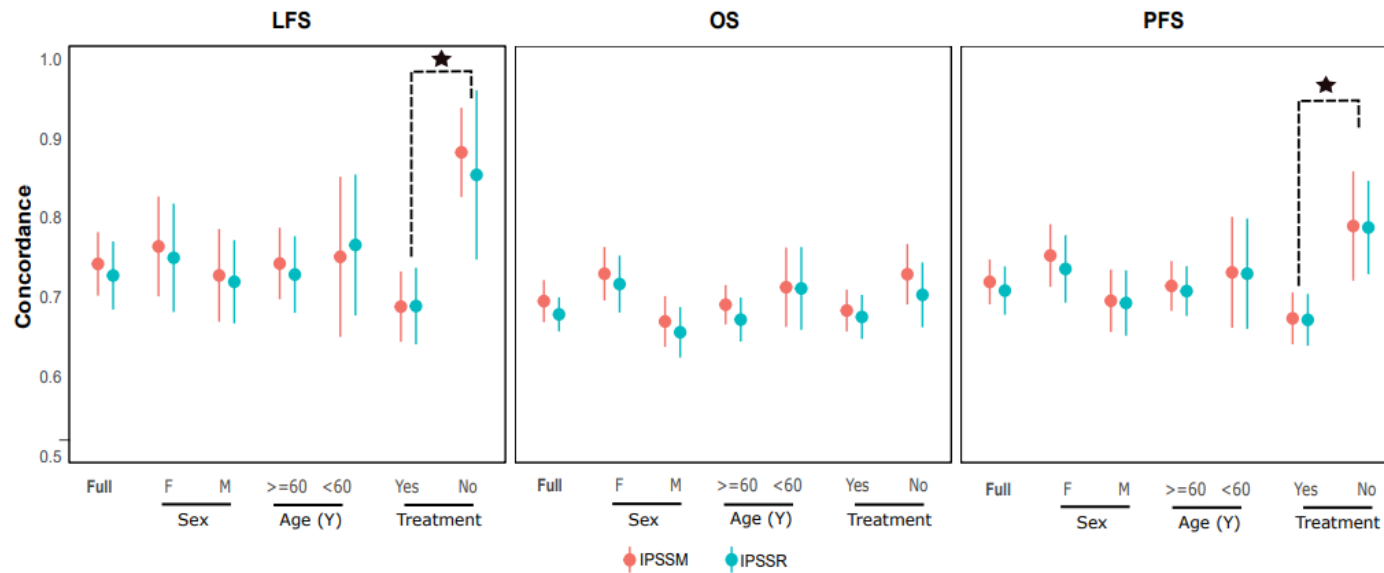 LFS OS PFS
1.0
0.9
0.8
0.7
0.6
0.5
Concordance
Full F M >=60 <60 Yes No Full F M >=60 <60 Yes No Full F M >=60 <60 Yes No
Sex Age (Y) Treatment Sex Age (Y) Treatment Sex Age (Y) Treatment
IPSSM IPSSR